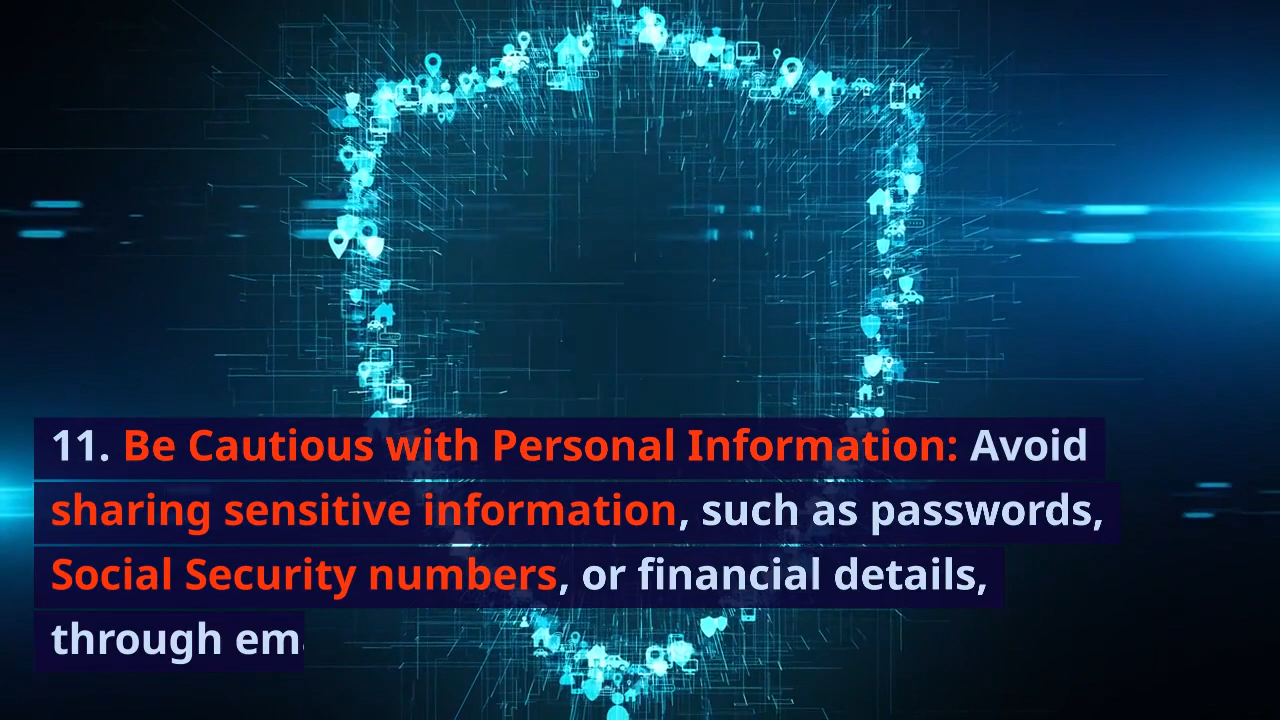 11. Be Cautious with Personal Information: Avoid
sharing sensitive information, such as passwords,
Social Security numbers, or financial details,
through em